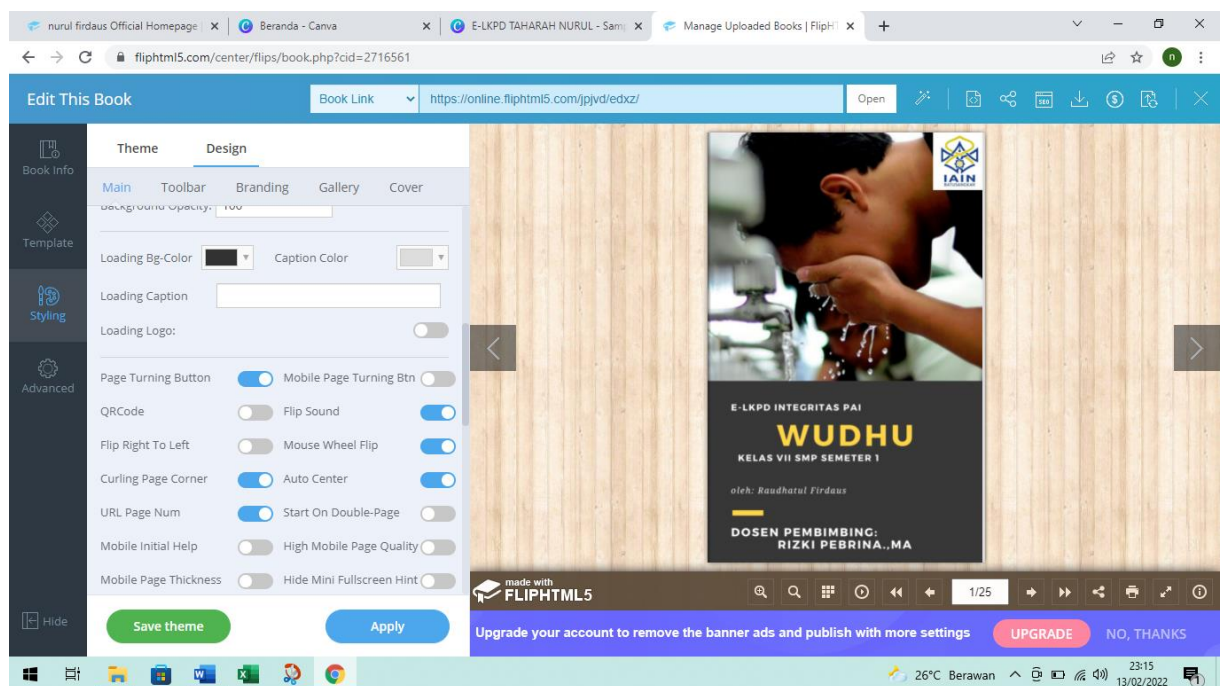 nurul firdaus Official Homepage
Beranda - Canva
E-LKPD TAHARAH NURUL - Sam
Manage Uploaded Books | FlipH
fliphtml5.com/center/flips/book.php?cid=2716561
n
Edit This Book
Book Link
https://online.fliphtml5.com/jpjvd/edxz/
Open
SEO
Book Info
Template
Styling
Advanced
Hide
Theme Design
Main Toolbar Branding Gallery Cover
Background Opacity: 100
Loading Bg-Color Caption Color
Loading Caption
Loading Logo:
Page Turning Button Mobile Page Turning Btn
QRCode Flip Sound
Flip Right To Left Mouse Wheel Flip
Curling Page Corner Auto Center
URL Page Num Start On Double-Page
Mobile Initial Help High Mobile Page Quality
Mobile Page Thickness Hide Mini Fullscreen Hint
Save theme Apply
IAIN
E-LKPD INTEGRITAS PAI
WUDHU
KELAS VII SMP SEMETER 1
oleh: Raudhatul Firdaus
DOSEN PEMBIMBING:
RIZKI PEBRINA.,MA
made with
FLIPHTML5
1/25
Upgrade your account to remove the banner ads and publish with more settings
UPGRADE
NO, THANKS
26°C Berawan
23:15
13/02/2022
1